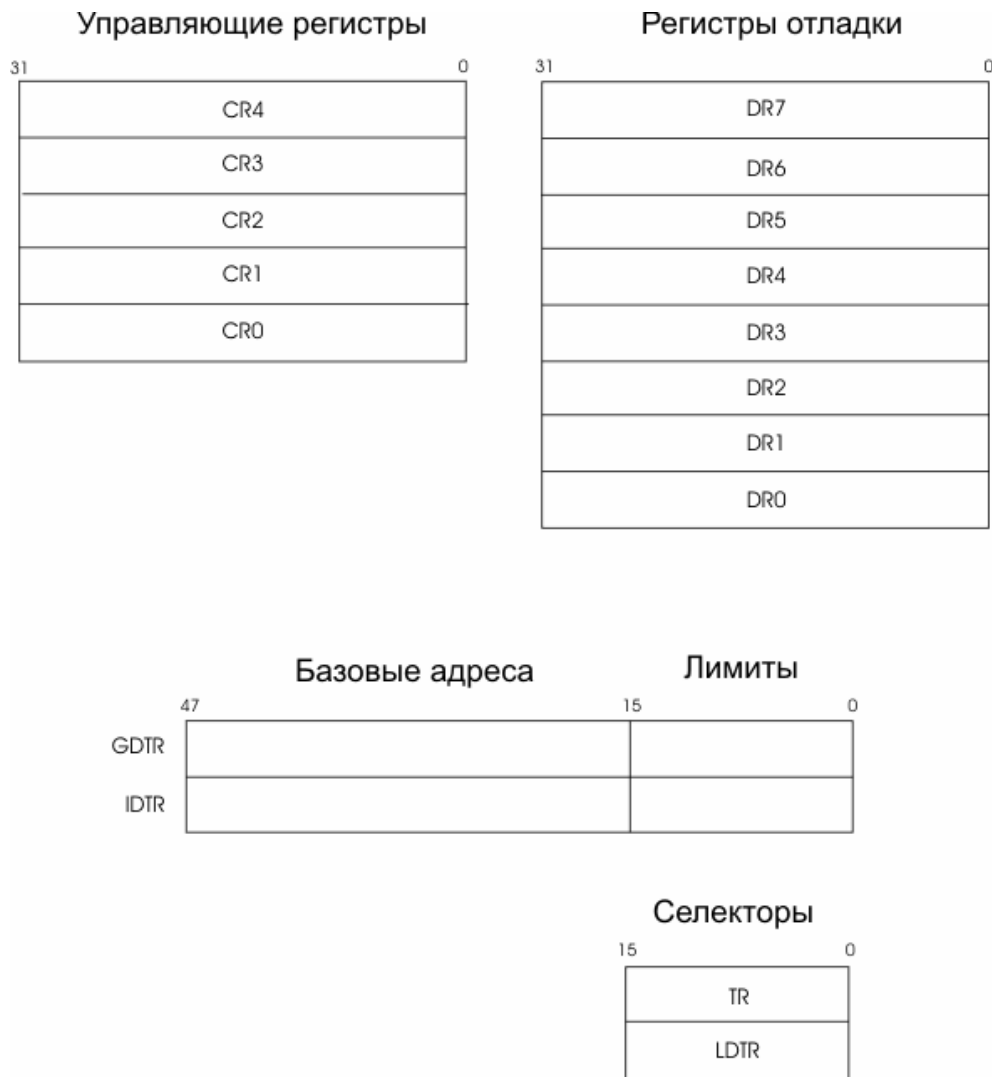 Управляющие регистры
31 0
CR4
CR3
CR2
CR1
CR0
Регистры отладки
31 0
DR7
DR6
DR5
DR4
DR3
DR2
DR1
DR0
Базовые адреса Лимиты
47 15 0
GDTR
IDTR
Селекторы
15 0
TR
LDTR